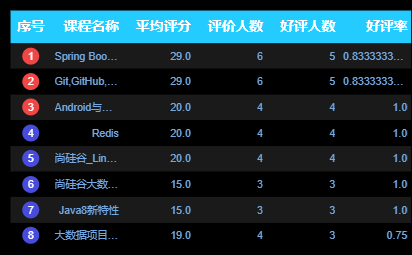 序号 课程名称 平均评分 评价人数 好评人数 好评率
1 Spring Boo... 29.0 6 5 0.8333333...
2 Git,GitHub,... 29.0 6 5 0.8333333...
3 Android与... 20.0 4 4 1.0
4 Redis 20.0 4 4 1.0
5 尚硅谷_Lin... 20.0 4 4 1.0
6 尚硅谷大数... 15.0 3 3 1.0
7 Java8新特性 15.0 3 3 1.0
8 大数据项目... 19.0 4 3 0.75